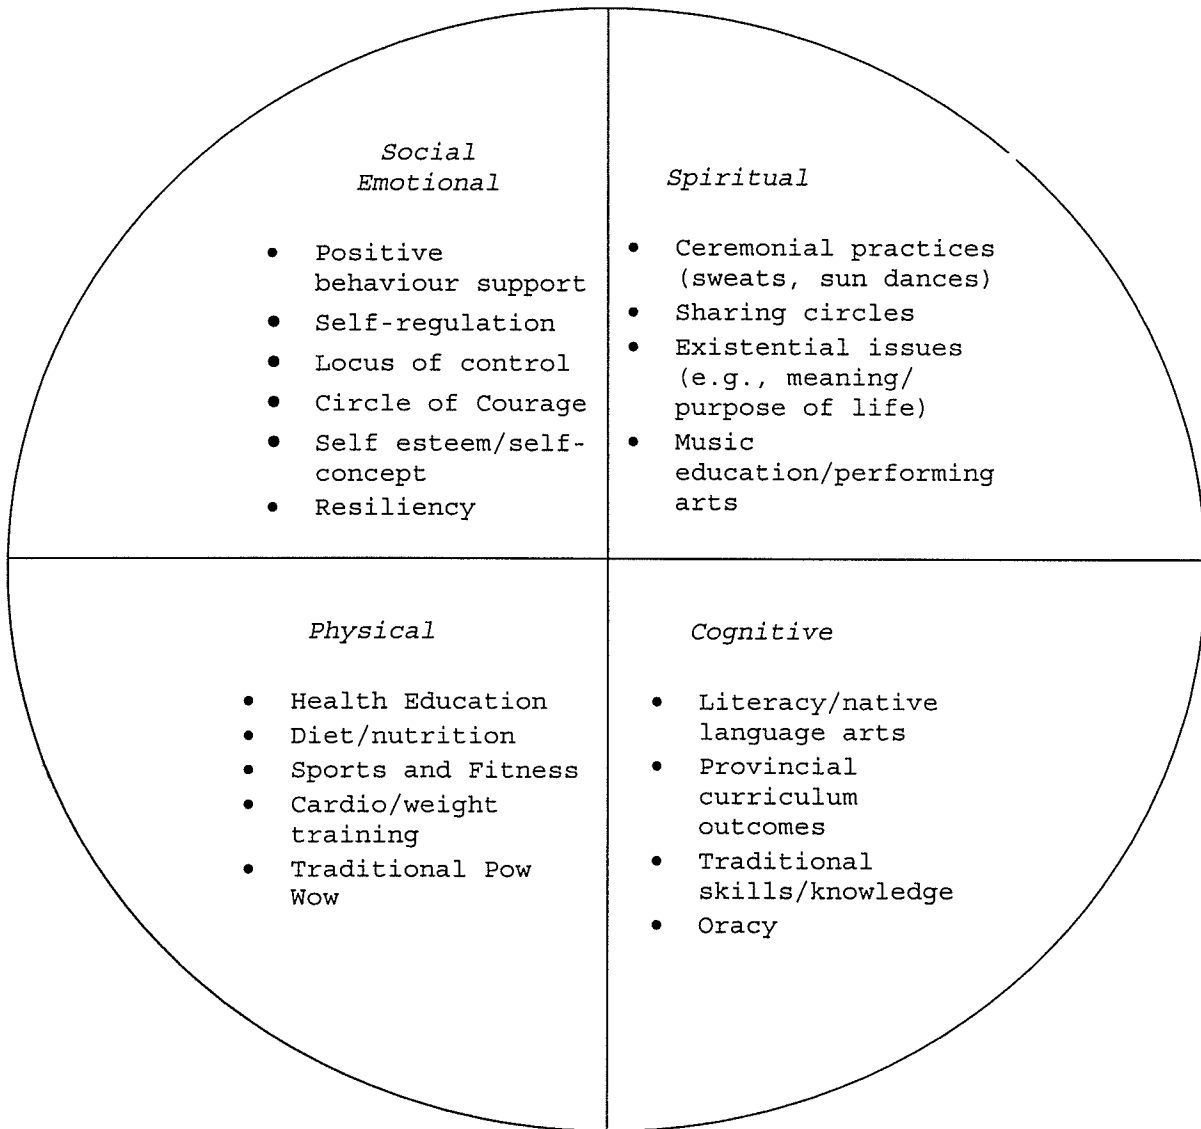 Social
Emotional
• Positive
behaviour support
• Self-regulation
• Locus of control
• Circle of Courage
• Self esteem/self-
concept
• Resiliency
Spiritual
• Ceremonial practices
(sweats, sun dances)
• Sharing circles
• Existential issues
(e.g., meaning/
purpose of life)
• Music
education/performing
arts
Physical
• Health Education
• Diet/nutrition
• Sports and Fitness
• Cardio/weight
training
• Traditional Pow
Wow
Cognitive
• Literacy/native
language arts
• Provincial
curriculum
outcomes
• Traditional
skills/knowledge
• Oracy